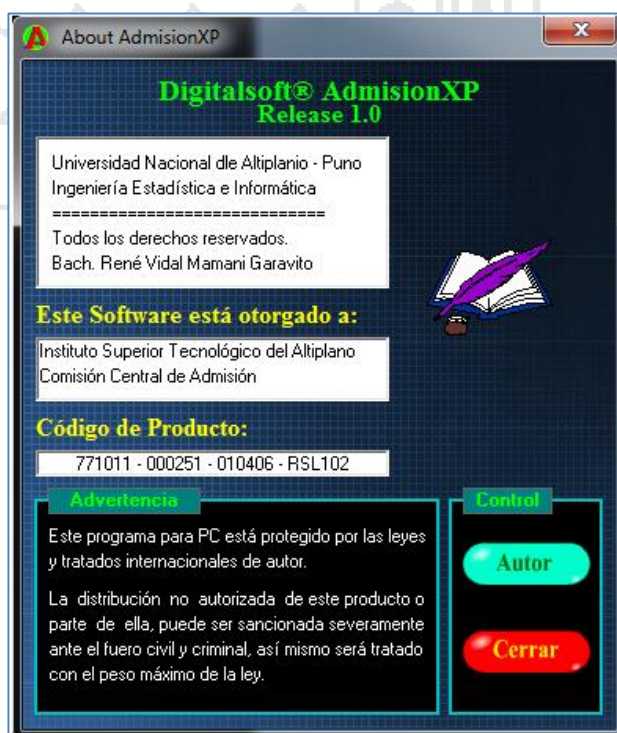 About AdmisionXP
Digitalsoft® AdmisionXP
Release 1.0
Universidad Nacional dle Altiplanio - Puno
Ingeniería Estadística e Informática
=============================
Todos los derechos reservados.
Bach. René Vidal Mamani Garavito
Este Software está otorgado a:
Instituto Superior Tecnológico del Altiplano
Comisión Central de Admisión
Código de Producto:
771011 - 000251 - 010406 - RSL102
Advertencia
Este programa para PC está protegido por las leyes
y tratados internacionales de autor.
La distribución no autorizada de este producto o
parte de ella, puede ser sancionada severamente
ante el fuero civil y criminal, así mismo será tratado
con el peso máximo de la ley.
Control
Autor
Cerrar